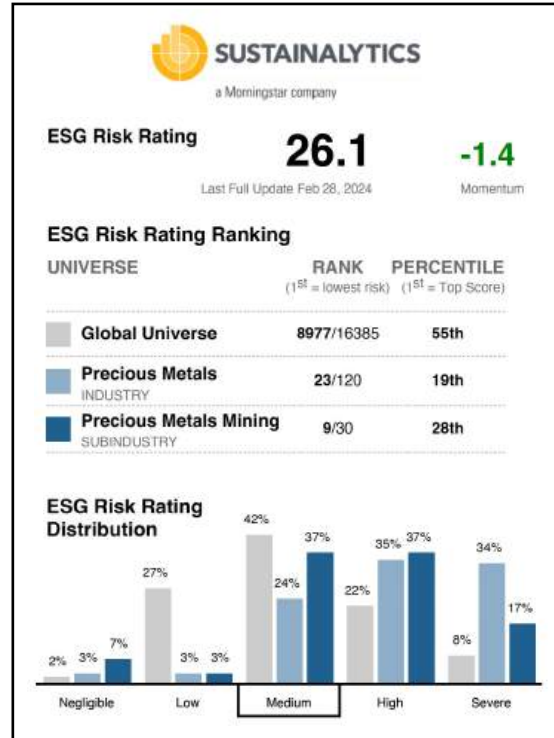 SUSTAINALYTICS
a Morningstar company
ESG Risk Rating
26.1
-1.4
Last Full Update Feb 28, 2024
Momentum
ESG Risk Rating Ranking
UNIVERSE RANK PERCENTILE
(1st = lowest risk) (1st = Top Score)
Global Universe 8977/16385 55th
Precious Metals 23/120 19th
INDUSTRY
Precious Metals Mining 9/30 28th
SUBINDUSTRY
ESG Risk Rating
Distribution
2% 3% 7%
27% 3% 3%
42% 24% 37%
22% 35% 37%
8% 34% 17%
Negligible Low Medium High Severe